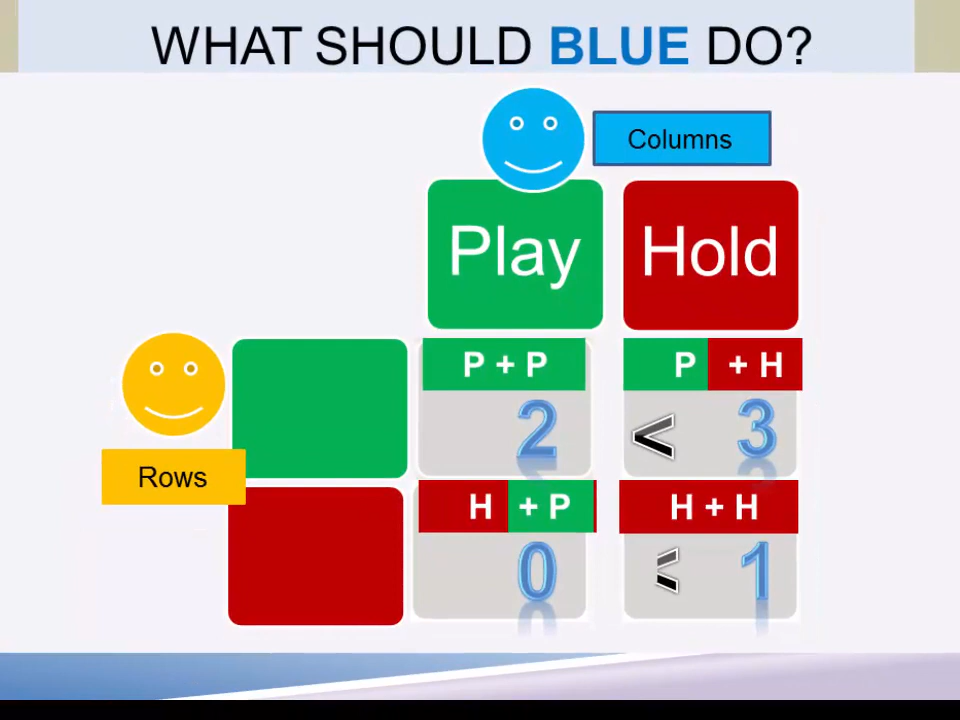 WHAT SHOULD BLUE DO?
Columns
Play Hold
P + P P + H
2 < 3
Rows
H + P H + H
0 < 1